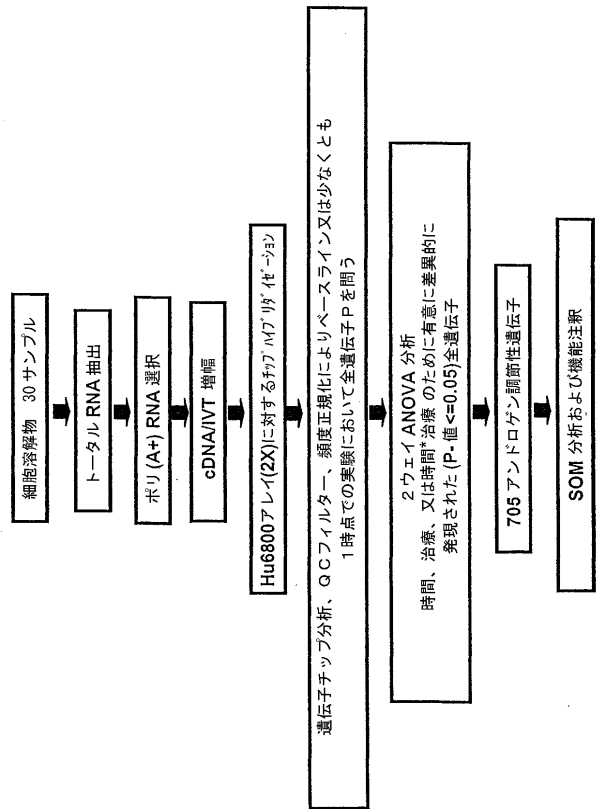 細胞溶解物　30 サンプル
トータル RNA 抽出
ポリ (A+) RNA 選択
cDNA/IVT 増幅
Hu6800アレイ(2X)に対するﾁｯﾌﾟﾊｲﾌﾞﾘﾀﾞｲｾﾞｰｼｮﾝ
遺伝子チップ分析、QCフィルター、頻度正規化によりベースライン又は少なくとも
1時点での実験において全遺伝子Pを問う
2ウェイ ANOVA 分析
時間、治療、又は時間*治療 のために有意に差異的に
発現された (P-値<=0.05)全遺伝子
705 アンドロゲン調節性遺伝子
SOM 分析および機能注釈